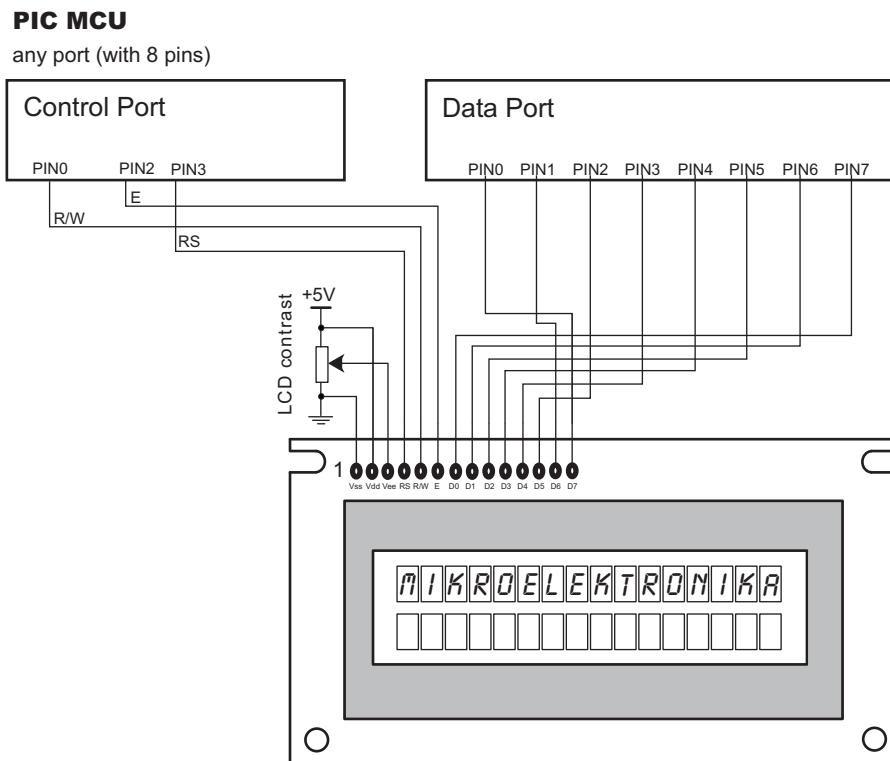 PIC MCU
any port (with 8 pins)
Control Port
Data Port
PIN0 PIN2 PIN3
PIN0 PIN1 PIN2 PIN3 PIN4 PIN5 PIN6 PIN7
E
R/W
RS
+5V
LCD contrast
1
Vss Vdd Vee RS R/W E D0 D1 D2 D3 D4 D5 D6 D7
MIKROELEKTRONIKA